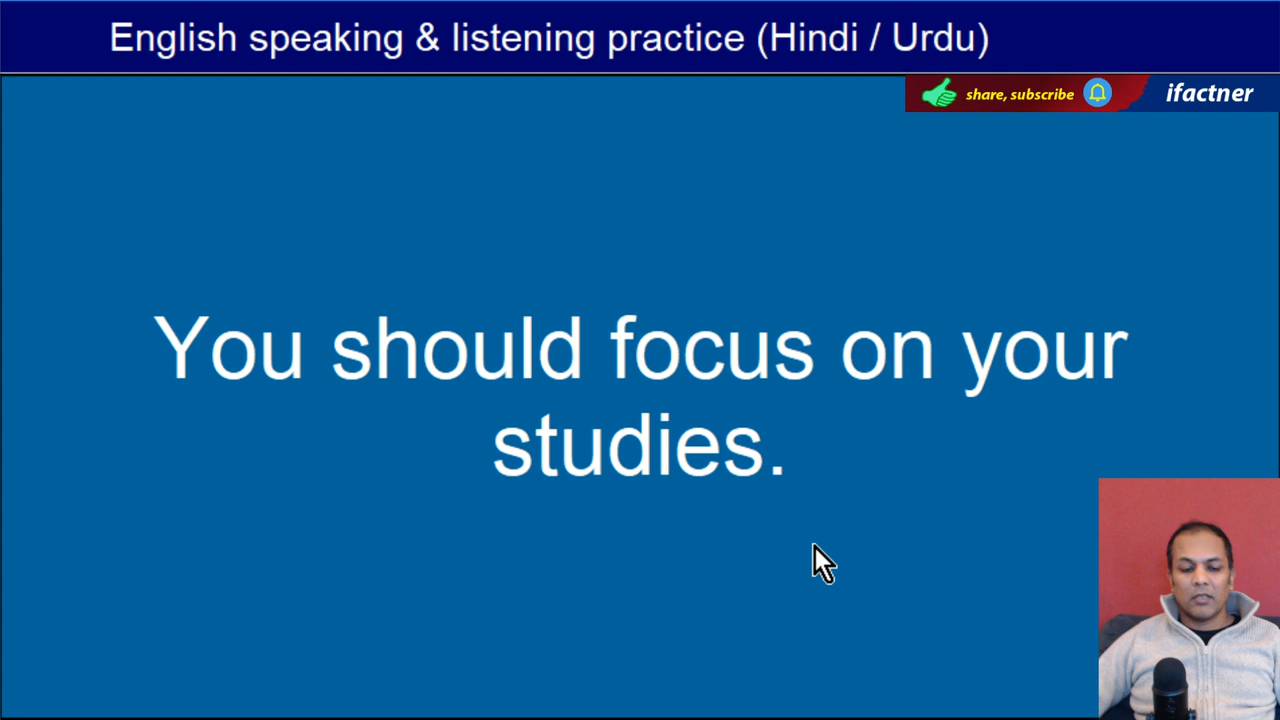 English speaking & listening practice (Hindi / Urdu)
share, subscribe
ifactner
You should focus on your
studies.